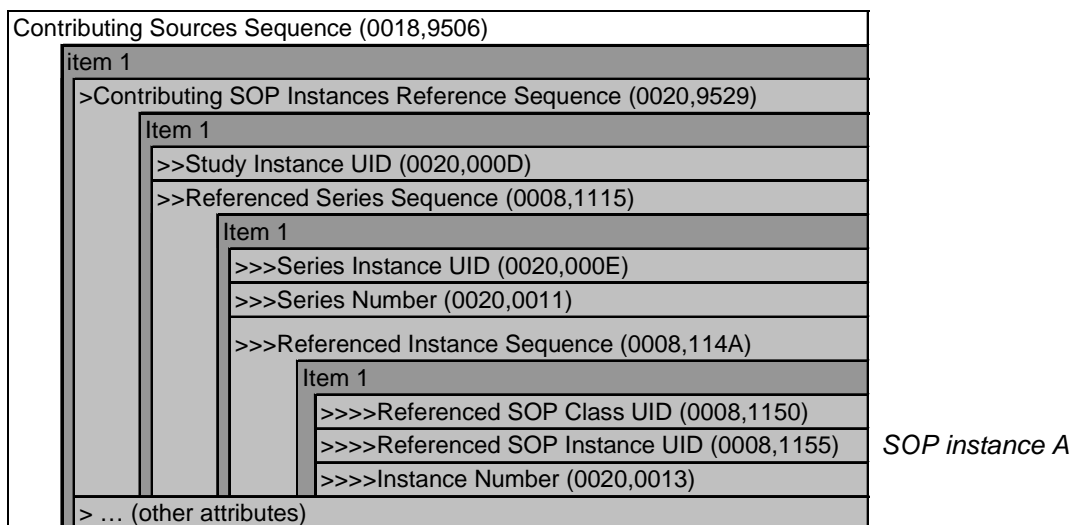 Contributing Sources Sequence (0018,9506)
item 1
>Contributing SOP Instances Reference Sequence (0020,9529)
Item 1
>>Study Instance UID (0020,000D)
>>Referenced Series Sequence (0008,1115)
Item 1
>>>Series Instance UID (0020,000E)
>>>Series Number (0020,0011)
>>>Referenced Instance Sequence (0008,114A)
Item 1
>>>>Referenced SOP Class UID (0008,1150)
>>>>Referenced SOP Instance UID (0008,1155) SOP instance A
>>>>Instance Number (0020,0013)
> … (other attributes)